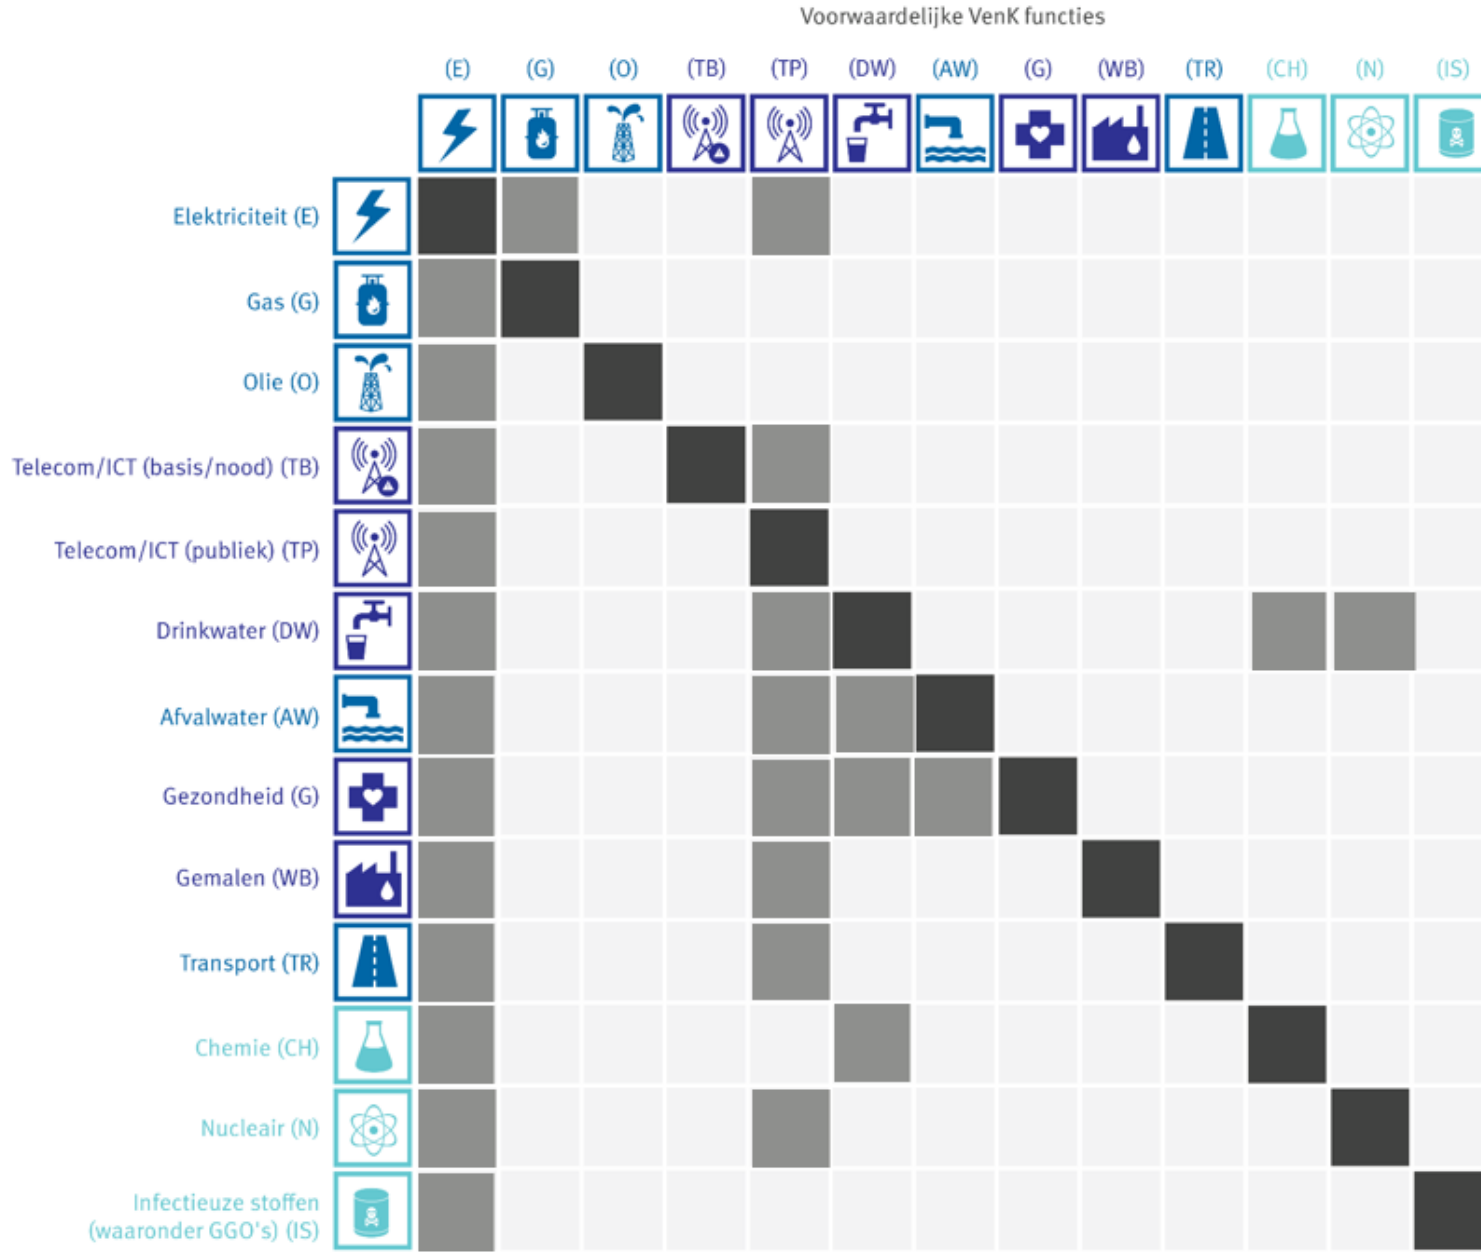 Voorwaardelijke VenK functies
(E) (G) (O) (TB) (TP) (DW) (AW) (G) (WB) (TR) (CH) (N) (IS)
Elektriciteit (E)
Gas (G)
Olie (O)
Telecom/ICT (basis/nood) (TB)
Telecom/ICT (publiek) (TP)
Drinkwater (DW)
Afvalwater (AW)
Gezondheid (G)
Gemalen (WB)
Transport (TR)
Chemie (CH)
Nucleair (N)
Infectieuze stoffen
(waaronder GGO's) (IS)